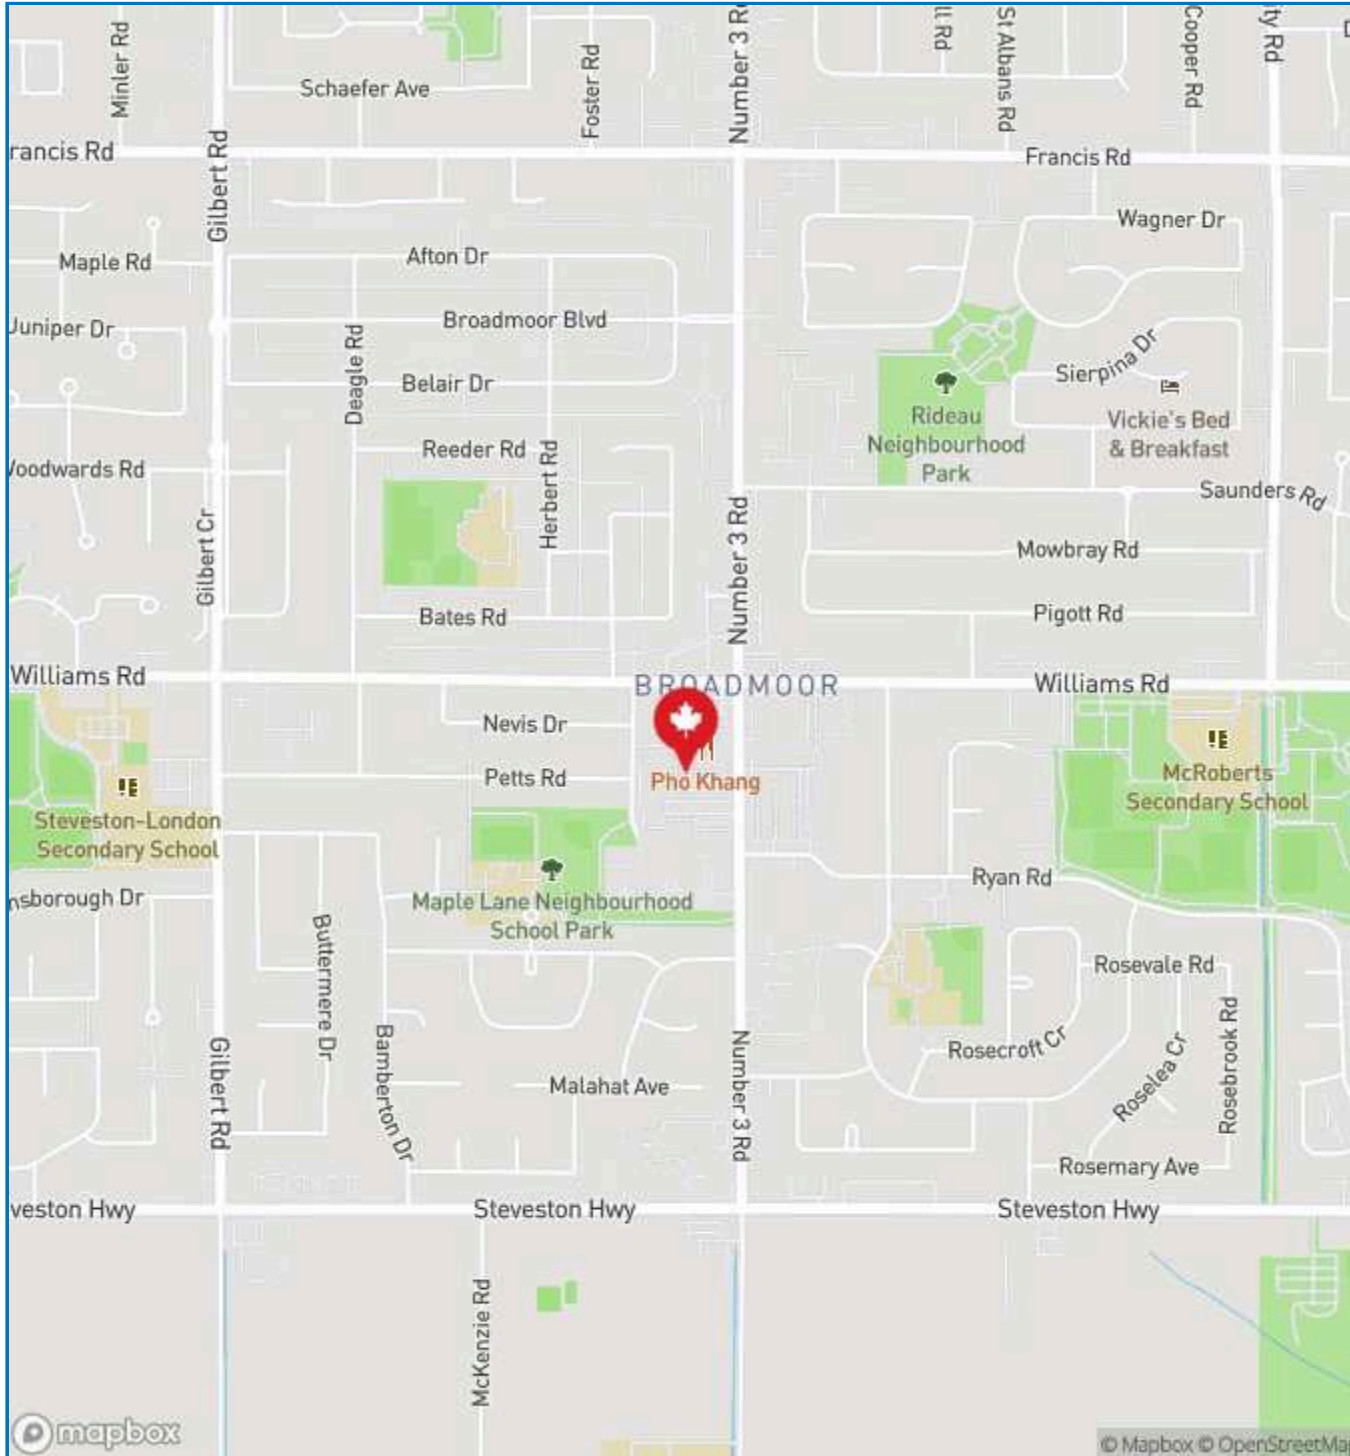 Minler Rd
Schaefer Ave
Foster Rd
Number 3 Rd
ll Rd
St Albans Rd
Cooper Rd
ty Rd
rancis Rd
Gilbert Rd
Francis Rd
Wagner Dr
Maple Rd
Afton Dr
Juniper Dr
Broadmoor Blvd
Deagle Rd
Belair Dr
Sierpina Dr
Rideau
Neighbourhood
Park
Vickie's Bed
& Breakfast
Woodwards Rd
Reeder Rd
Herbert Rd
Saunders Rd
Gilbert Cr
Number 3 Rd
Mowbray Rd
Bates Rd
Pigott Rd
Williams Rd
BROADMOOR
Williams Rd
Nevis Dr
Petts Rd
Pho Khang
McRoberts
Secondary School
Steveston-London
Secondary School
nsborough Dr
Maple Lane Neighbourhood
School Park
Ryan Rd
Buttermere Dr
Bamberton Dr
Rosevale Rd
Gilbert Rd
Number 3 Rd
Rosecroft Cr
Roselea Cr
Rosebrook Rd
Malahat Ave
Rosemary Ave
veston Hwy
Steveston Hwy
Steveston Hwy
McKenzie Rd
mapbox
© Mapbox © OpenStreetMap